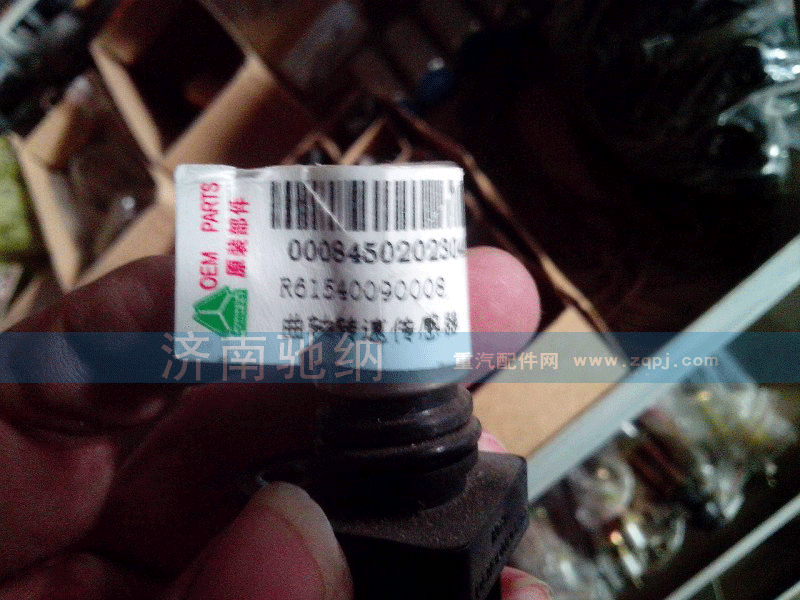 OEM PARTS
原装部件
0008450202304
R61540090008
曲轴转速传感器
济南驰纳
重汽配件网 www.zqpj.com